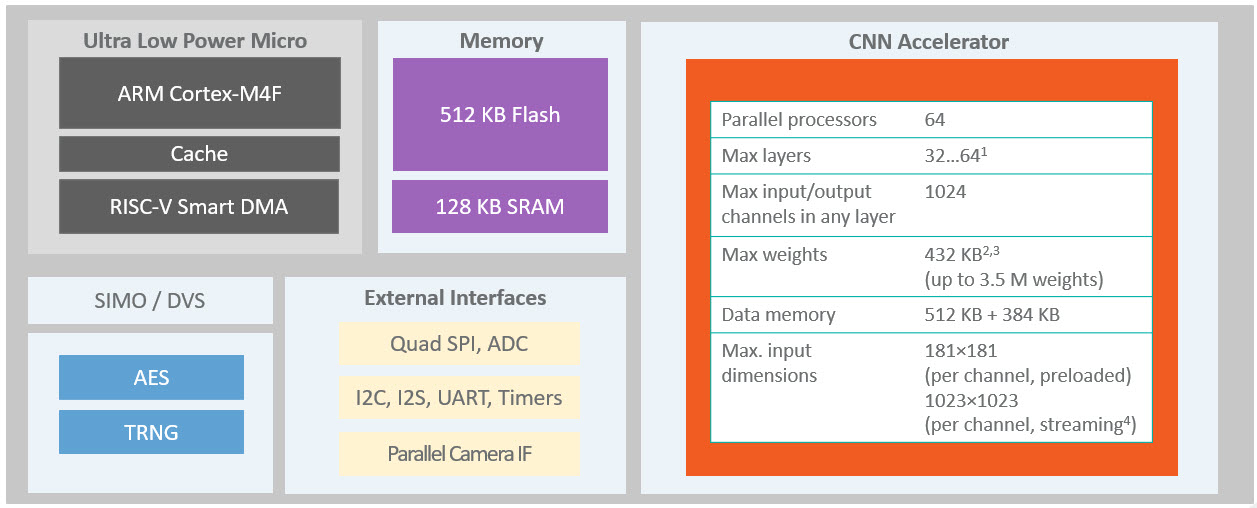 Ultra Low Power Micro
ARM Cortex-M4F
Cache
RISC-V Smart DMA
Memory
512 KB Flash
128 KB SRAM
SIMO / DVS
AES
TRNG
External Interfaces
Quad SPI, ADC
I2C, I2S, UART, Timers
Parallel Camera IF
CNN Accelerator
Parallel processors 64
Max layers 32...64¹
Max input/output 1024
channels in any layer
Max weights 432 KB²,³
(up to 3.5 M weights)
Data memory 512 KB + 384 KB
Max. input 181×181
dimensions (per channel, preloaded)
1023×1023
(per channel, streaming⁴)